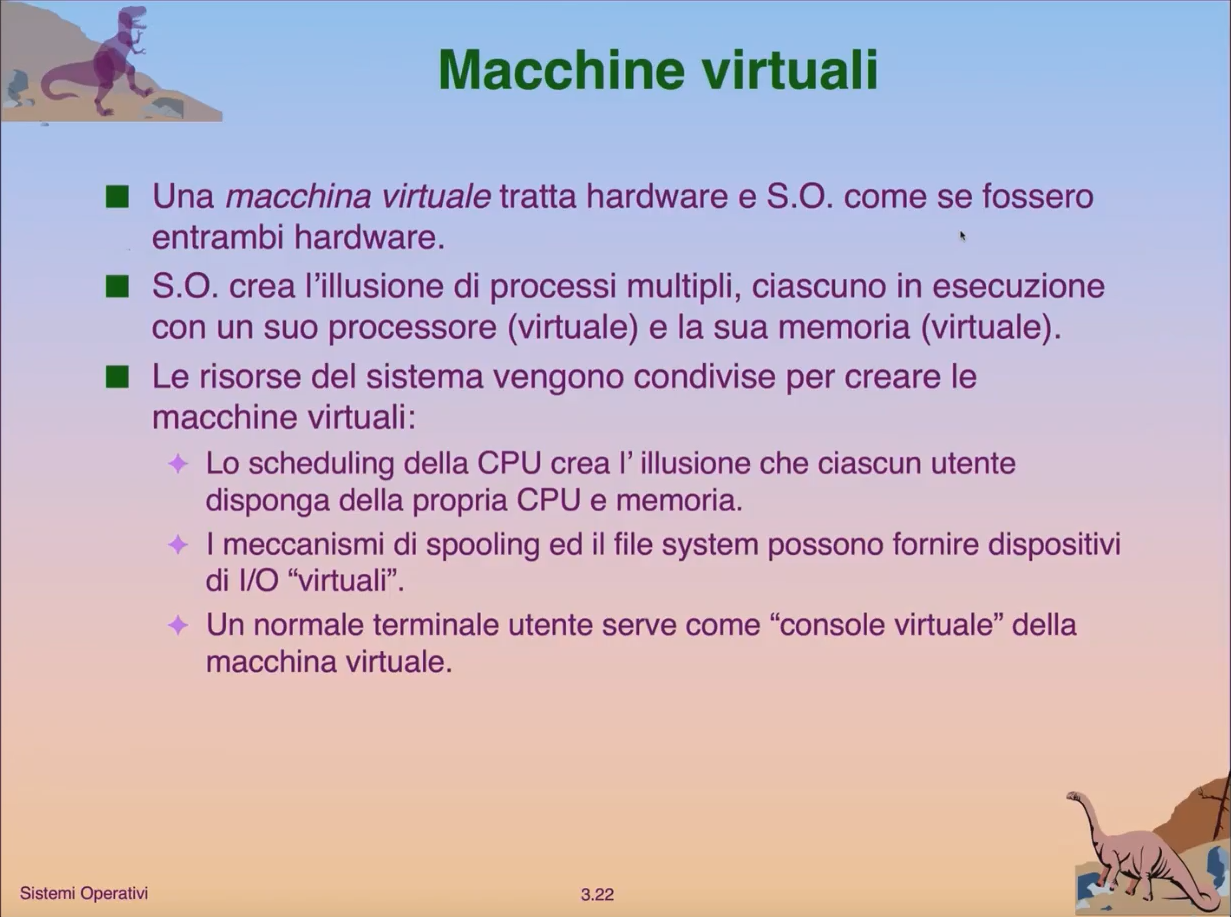 Macchine virtuali
Una macchina virtuale tratta hardware e S.O. come se fossero
entrambi hardware.
S.O. crea l’illusione di processi multipli, ciascuno in esecuzione
con un suo processore (virtuale) e la sua memoria (virtuale).
Le risorse del sistema vengono condivise per creare le
macchine virtuali:
Lo scheduling della CPU crea l’ illusione che ciascun utente
disponga della propria CPU e memoria.
I meccanismi di spooling ed il file system possono fornire dispositivi
di I/O “virtuali”.
Un normale terminale utente serve come “console virtuale” della
macchina virtuale.
Sistemi Operativi
3.22